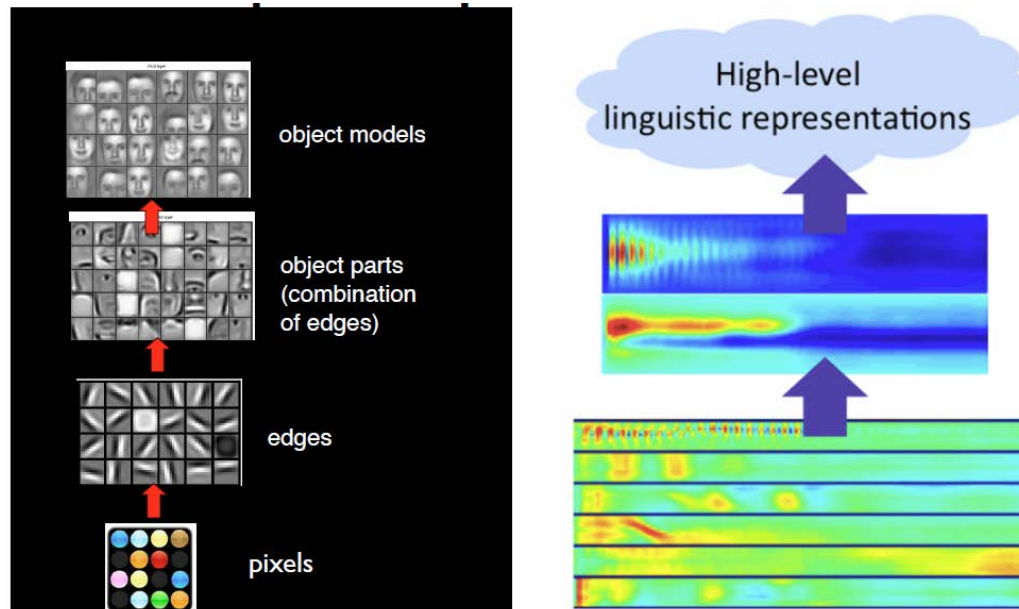 object models
object parts
(combination
of edges)
edges
pixels
High-level
linguistic representations